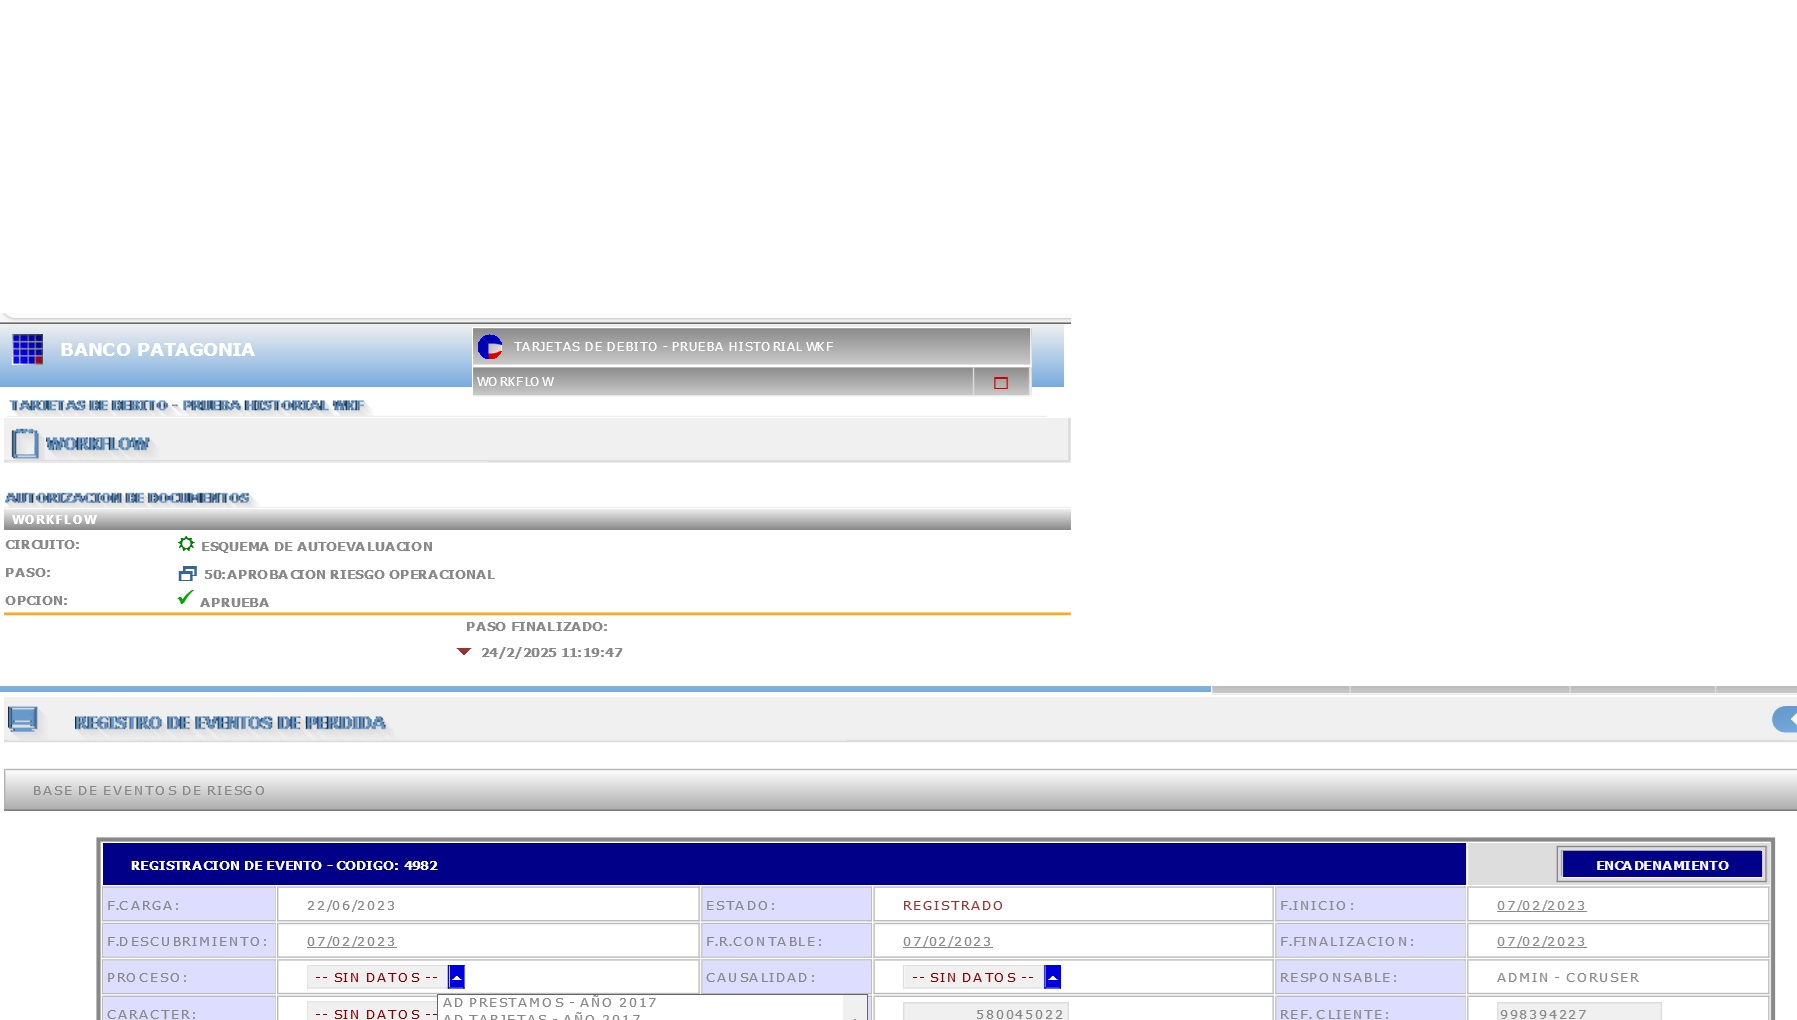 BANCO PATAGONIA
TARJETAS DE DEBITO - PRUEBA HISTORIAL WKF
WORKFLOW
TARJETAS DE DEBITO - PRUEBA HISTORIAL WKF
WORKFLOW
AUTORIZACION DE DOCUMENTOS
WORKFLOW
CIRCUITO: ESQUEMA DE AUTOEVALUACION
PASO: 50:APROBACION RIESGO OPERACIONAL
OPCION: APRUEBA
PASO FINALIZADO:
24/2/2025 11:19:47
REGISTRO DE EVENTOS DE PERDIDA
BASE DE EVENTOS DE RIESGO
REGISTRACION DE EVENTO - CODIGO: 4982 ENCADENAMIENTO
F.CARGA: 22/06/2023 ESTADO: REGISTRADO F.INICIO: 07/02/2023
F.DESCUBRIMIENTO: 07/02/2023 F.R.CONTABLE: 07/02/2023 F.FINALIZACION: 07/02/2023
PROCESO: -- SIN DATOS -- CAUSALIDAD: -- SIN DATOS -- RESPONSABLE: ADMIN - CORUSER
AD PRESTAMOS - AÑO 2017
CARACTER: -- SIN DATOS -- 580045022 REF.CLIENTE: 998394227
AD TARJETAS - AÑO 2017